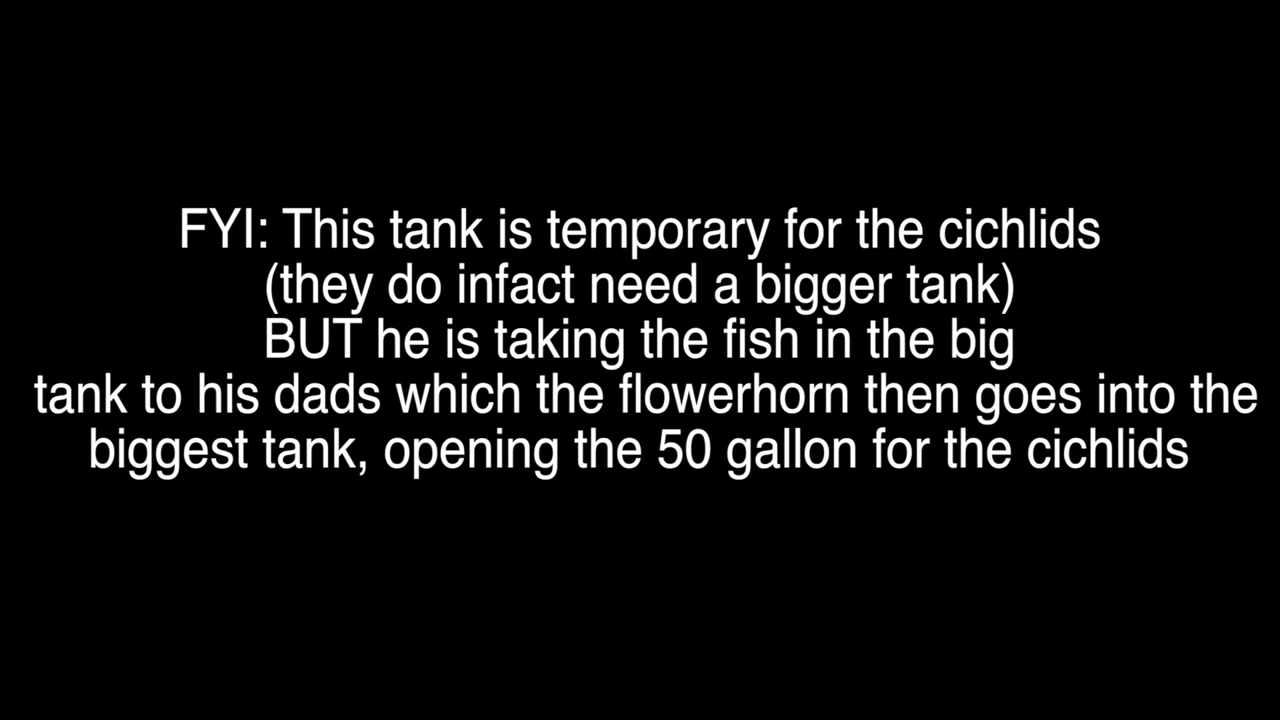 FYI: This tank is temporary for the cichlids
(they do infact need a bigger tank)
BUT he is taking the fish in the big
tank to his dads which the flowerhorn then goes into the
biggest tank, opening the 50 gallon for the cichlids